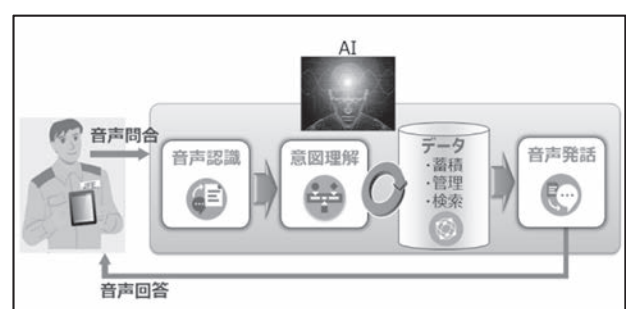 AI
音声問合
音声認識
意図理解
データ
・蓄積
・管理
・検索
音声発話
音声回答